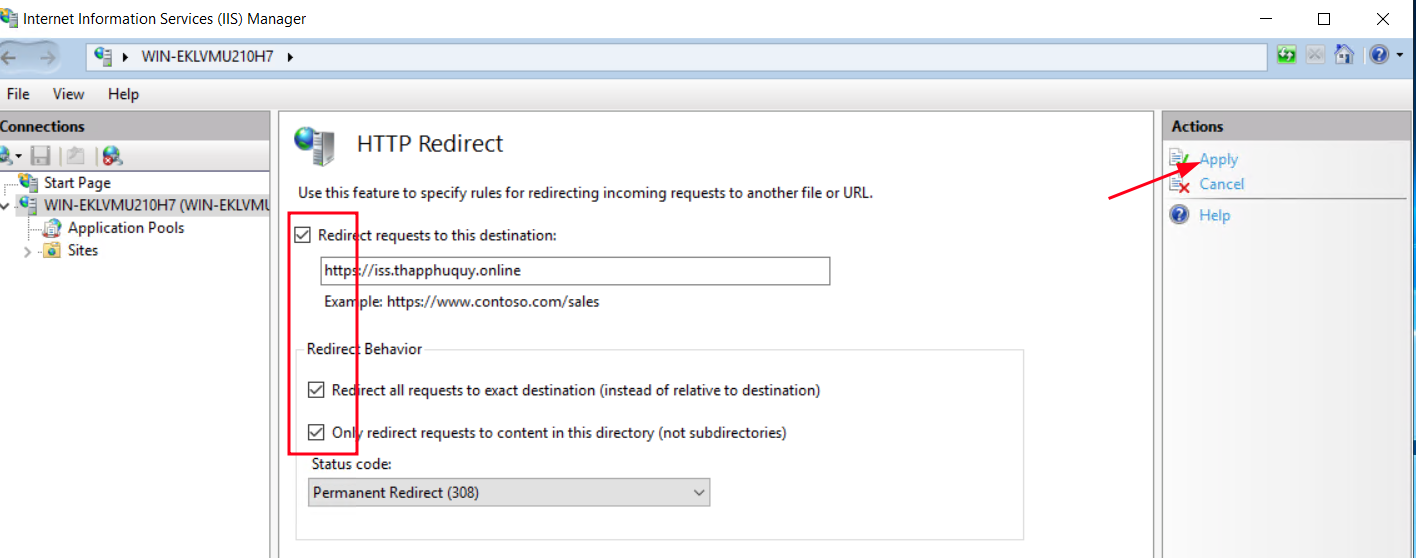 Internet Information Services (IIS) Manager
WIN-EKLVMU210H7
File View Help
Connections
Start Page
WIN-EKLVMU210H7 (WIN-EKLVMU
Application Pools
Sites
HTTP Redirect
Use this feature to specify rules for redirecting incoming requests to another file or URL.
Redirect requests to this destination:
https://iss.thapphuquy.online
Example: https://www.contoso.com/sales
Redirect Behavior
Redirect all requests to exact destination (instead of relative to destination)
Only redirect requests to content in this directory (not subdirectories)
Status code:
Permanent Redirect (308)
Actions
Apply
Cancel
Help